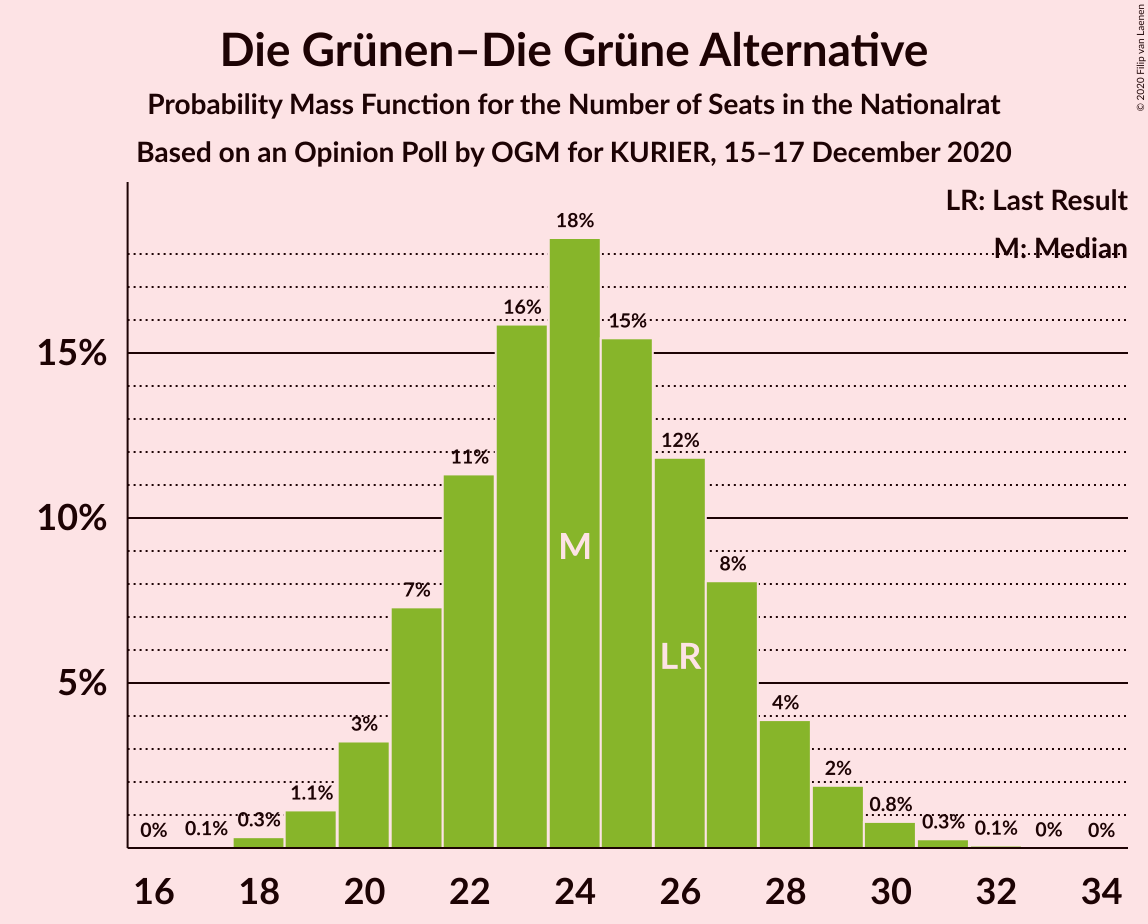 Die Grünen–Die Grüne Alternative
Probability Mass Function for the Number of Seats in the Nationalrat
Based on an Opinion Poll by OGM for KURIER, 15–17 December 2020
© 2020 Filip van Laenen
LR: Last Result
M: Median
18%
16%
15%
15%
12%
11%
10%
M
8%
7%
LR
5%
4%
3%
2%
1.1%
0.8%
0.3%
0.3%
0% 0.1% 0.1% 0% 0%
16 18 20 22 24 26 28 30 32 34